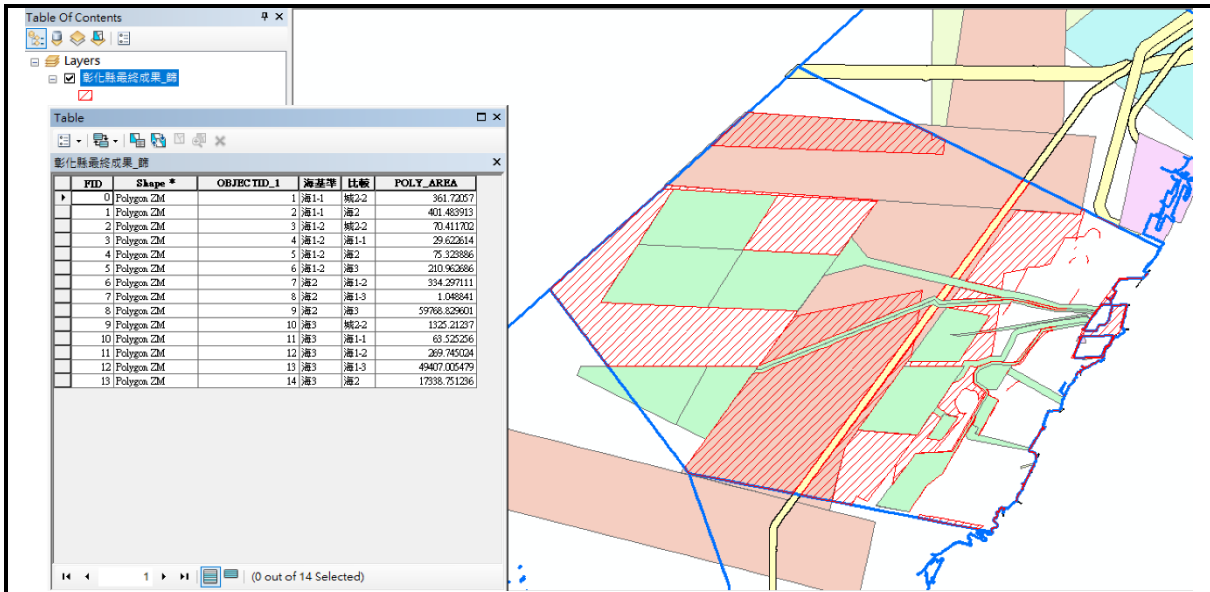 Table Of Contents
Layers
彰化縣最終成果_篩
Table
彰化縣最終成果_篩
FID Shape * OBJECTID_1 海基準 比較 POLY_AREA
0 Polygon ZM 1 海1-1 城2-2 361.72057
1 Polygon ZM 2 海1-1 海2 401.483913
2 Polygon ZM 3 海1-2 城2-2 70.411702
3 Polygon ZM 4 海1-2 海1-1 29.622614
4 Polygon ZM 5 海1-2 海2 75.323886
5 Polygon ZM 6 海1-2 海3 210.962686
6 Polygon ZM 7 海2 海1-2 334.297111
7 Polygon ZM 8 海2 海1-3 1.048841
8 Polygon ZM 9 海2 海3 59768.829601
9 Polygon ZM 10 海3 城2-2 1325.21237
10 Polygon ZM 11 海3 海1-1 63.525256
11 Polygon ZM 12 海3 海1-2 269.745024
12 Polygon ZM 13 海3 海1-3 49407.005479
13 Polygon ZM 14 海3 海2 17338.751236
1 (0 out of 14 Selected)